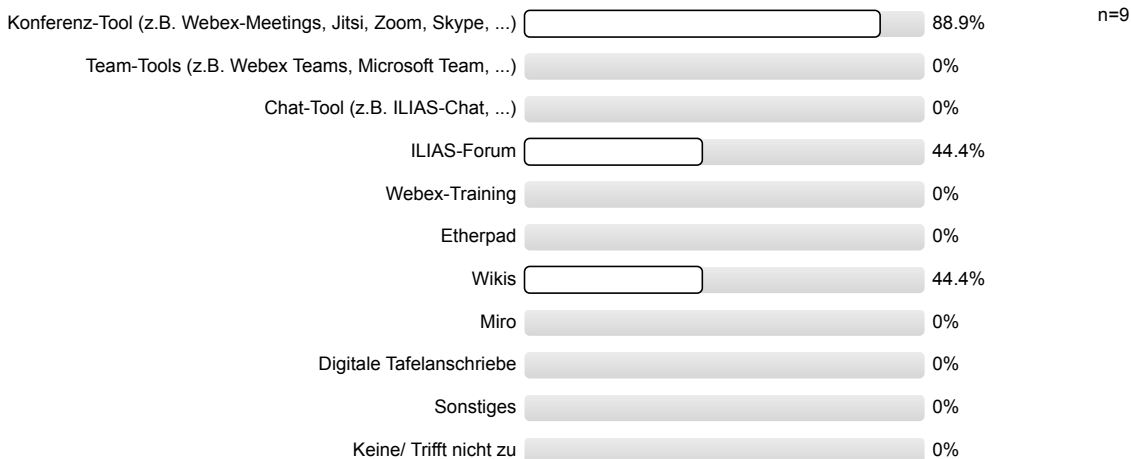 Konferenz-Tool (z.B. Webex-Meetings, Jitsi, Zoom, Skype, ...) 88.9% n=9
Team-Tools (z.B. Webex Teams, Microsoft Team, ...) 0%
Chat-Tool (z.B. ILIAS-Chat, ...) 0%
ILIAS-Forum 44.4%
Webex-Training 0%
Etherpad 0%
Wikis 44.4%
Miro 0%
Digitale Tafelanschriebe 0%
Sonstiges 0%
Keine/ Trifft nicht zu 0%